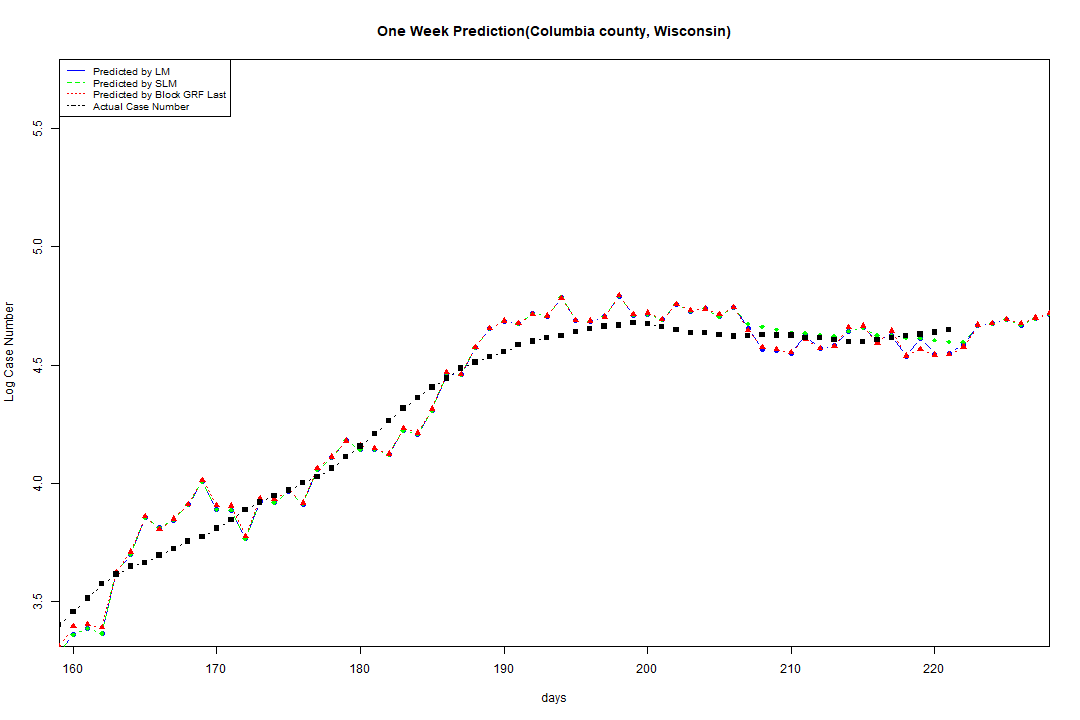 One Week Prediction(Columbia county, Wisconsin)
Predicted by LM
Predicted by SLM
Predicted by Block GRF Last
Actual Case Number
5.5
5.0
4.5
4.0
3.5
Log Case Number
160 170 180 190 200 210 220
days